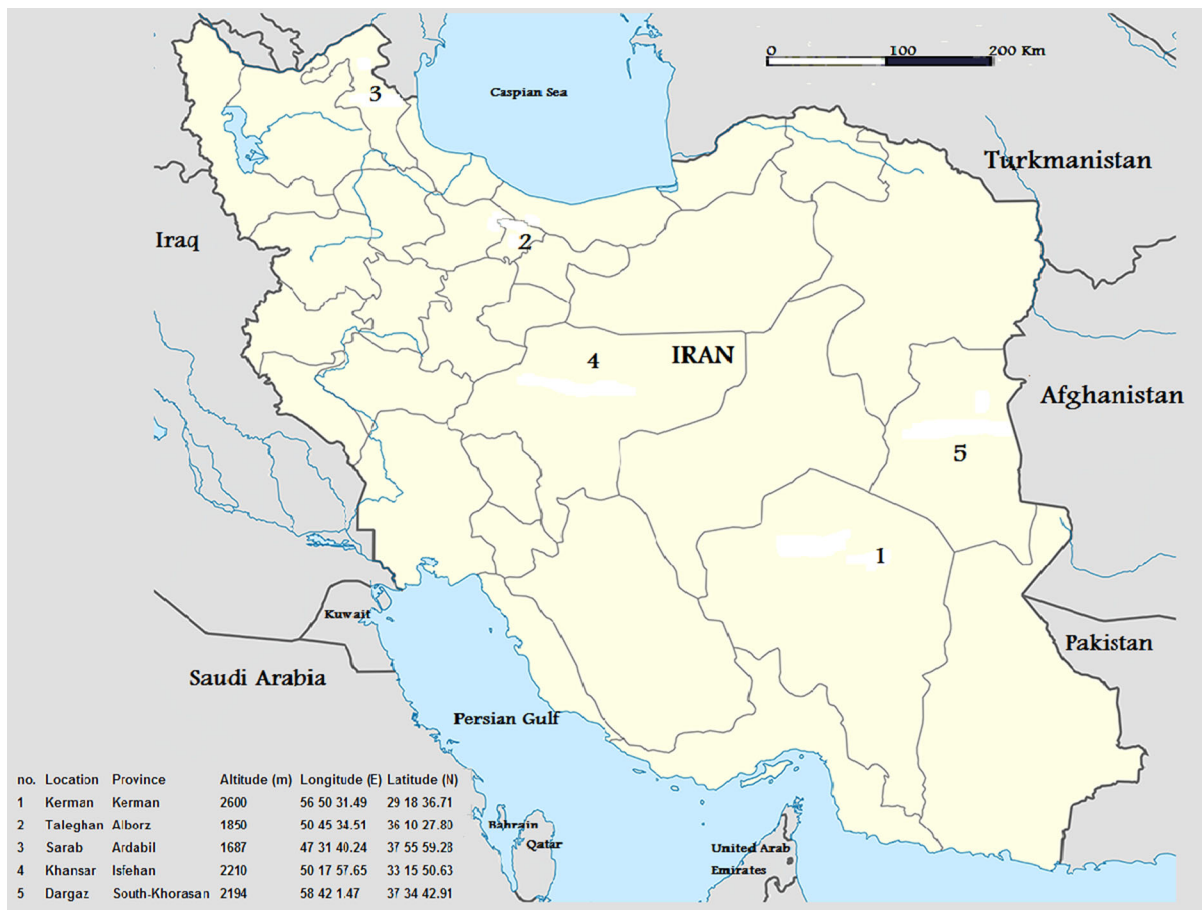 0 100 200 Km
3
Caspian Sea
Turkmanistan
Iraq
2
4
IRAN
Afghanistan
5
1
Kuwait
Pakistan
Saudi Arabia
Persian Gulf
Bahrain
Qatar
United Arab
Emirates
no. Location Province Altitude (m) Longitude (E) Latitude (N)
1 Kerman Kerman 2600 56 50 31.49 29 18 36.71
2 Taleghan Alborz 1850 50 45 34.51 36 10 27.80
3 Sarab Ardabil 1687 47 31 40.24 37 55 59.28
4 Khansar Isfehan 2210 50 17 57.65 33 15 50.63
5 Dargaz South-Khorasan 2194 58 42 1.47 37 34 42.91